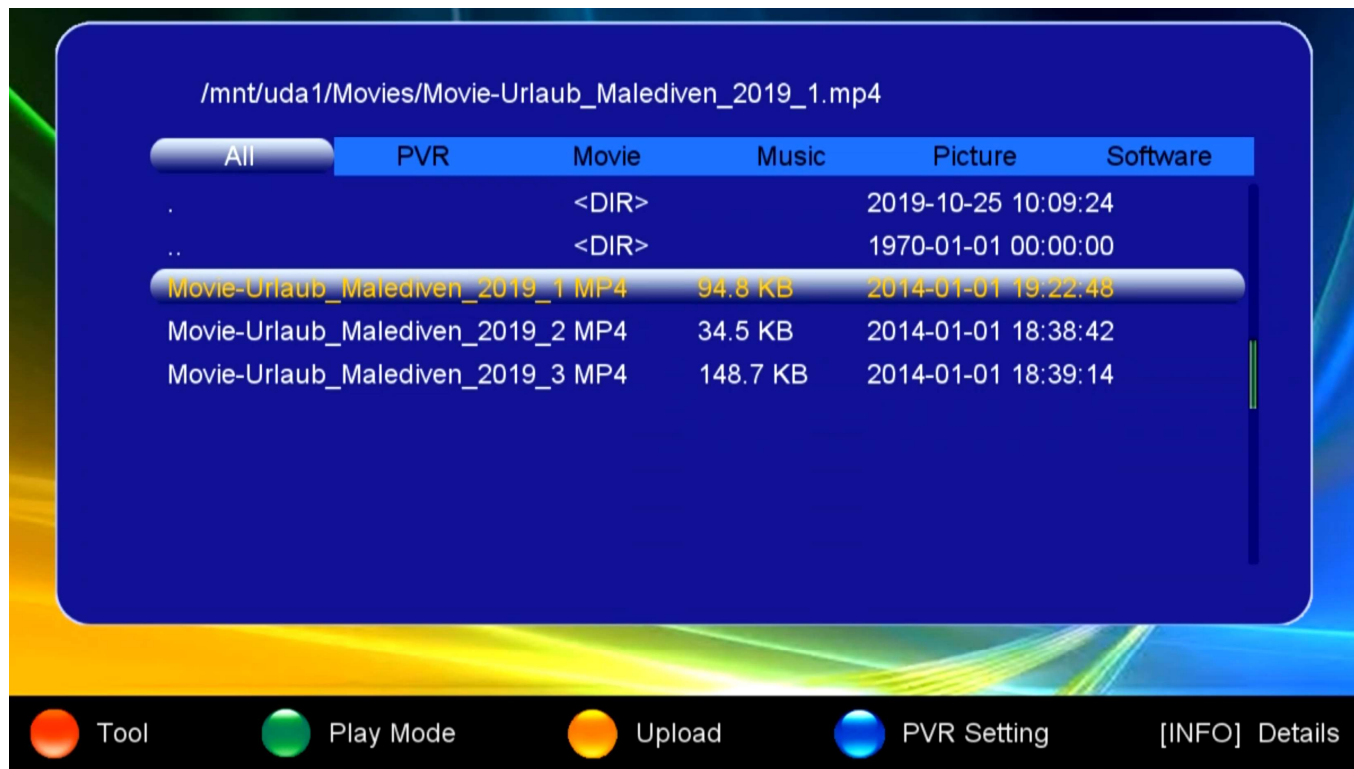 /mnt/uda1/Movies/Movie-Urlaub_Malediven_2019_1.mp4
All PVR Movie Music Picture Software
. <DIR> 2019-10-25 10:09:24
.. <DIR> 1970-01-01 00:00:00
Movie-Urlaub_Malediven_2019_1 MP4 94.8 KB 2014-01-01 19:22:48
Movie-Urlaub_Malediven_2019_2 MP4 34.5 KB 2014-01-01 18:38:42
Movie-Urlaub_Malediven_2019_3 MP4 148.7 KB 2014-01-01 18:39:14
Tool Play Mode Upload PVR Setting [INFO] Details